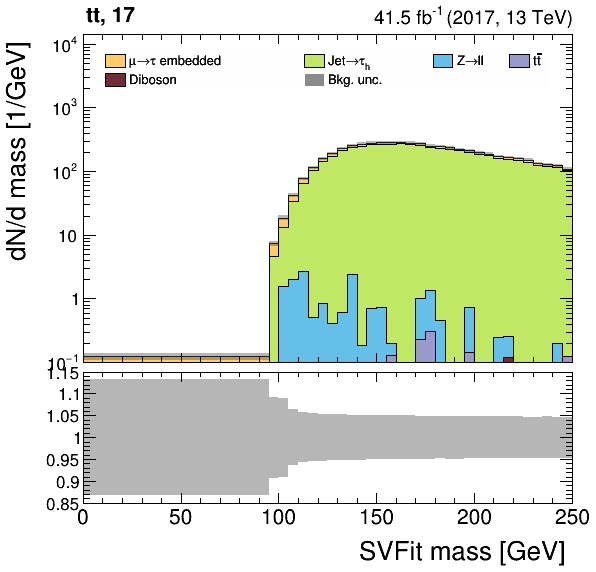 tt, 17
41.5 fb⁻¹ (2017, 13 TeV)
dN/d mass [1/GeV]
10⁴
10³
10²
10
1
10⁻¹
μ→τ embedded
Jet→τₕ
Z→ll
tt̄
Diboson
Bkg. unc.
1.15
1.1
1.05
1
0.95
0.9
0.85
0 50 100 150 200 250
SVFit mass [GeV]